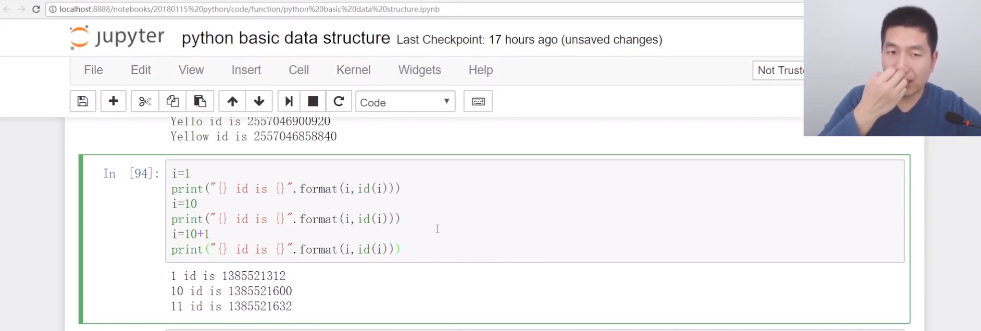 localhost:8888/notebooks/20180115%20python/code/function/python%20basic%20data%20structure.ipynb
jupyter python basic data structure Last Checkpoint: 17 hours ago (unsaved changes)
File Edit View Insert Cell Kernel Widgets Help Not Truste
Code
Yello id is 2557046900920
Yellow id is 2557046858840
In [94]: i=1
print("{} id is {}".format(i,id(i)))
i=10
print("{} id is {}".format(i,id(i)))
i=10+1
print("{} id is {}".format(i,id(i)))
1 id is 1385521312
10 id is 1385521600
11 id is 1385521632